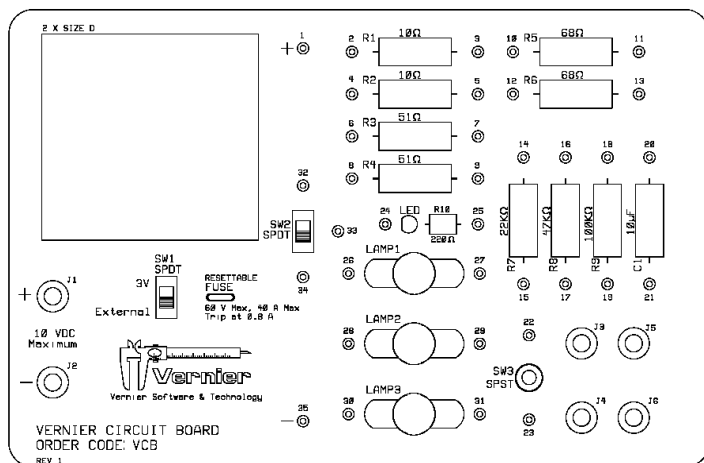 2 X SIZE D
+
1
2
R1
10Ω
3
10
R5
68Ω
11
4
R2
10Ω
5
12
R6
68Ω
13
6
R3
51Ω
7
8
R4
51Ω
9
14
16
18
20
32
SW2
SPDT
33
24
LED
R10
220Ω
25
22KΩ
R7
47KΩ
R8
100KΩ
R9
10µF
C1
15
17
19
21
34
SW1
SPDT
3V
External
RESETTABLE
FUSE
60 V Max, 40 A Max
Trip at 0.8 A
LAMP1
26
27
J1
+
10 VDC
Maximum
J2
-
LAMP2
28
29
22
J3
J5
SW3
SPST
23
J4
J6
LAMP3
30
31
Vernier
Vernier Software & Technology
-
35
VERNIER CIRCUIT BOARD
ORDER CODE: VCB
REV 1